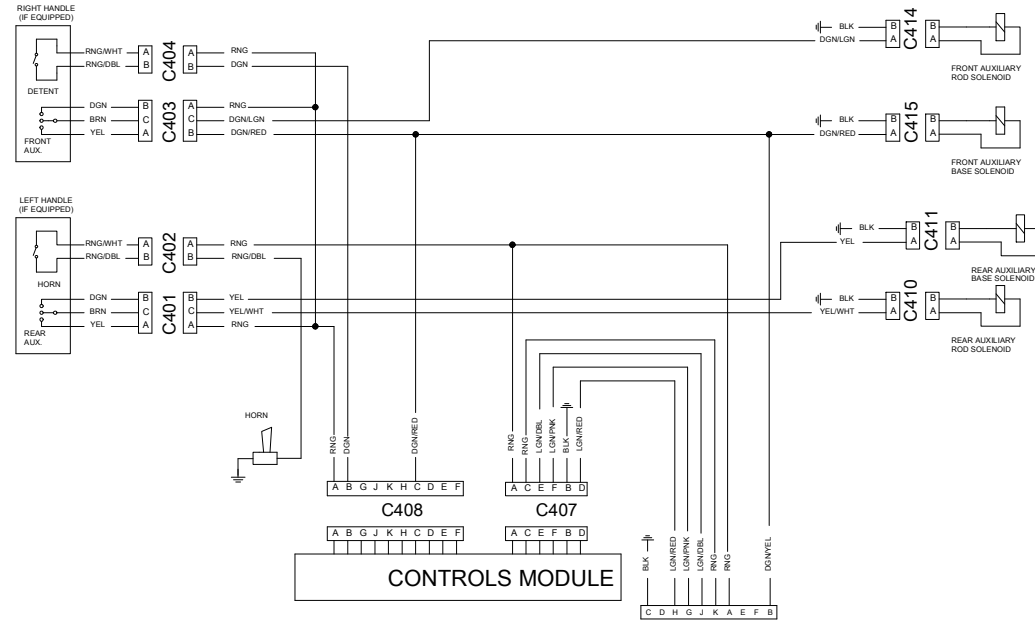 RIGHT HANDLE
(IF EQUIPPED)
RNG/WHT A
RNG/DBL B
C404
A RNG
B DGN
DETENT
DGN B
BRN C
YEL A
C403
A RNG
C DGN/LGN
B DGN/RED
FRONT
AUX.
BLK B
DGN/LGN A
C414
B
A
FRONT AUXILIARY
ROD SOLENOID
BLK B
DGN/RED A
C415
B
A
FRONT AUXILIARY
BASE SOLENOID
LEFT HANDLE
(IF EQUIPPED)
RNG/WHT A
RNG/DBL B
C402
A RNG
B RNG/DBL
HORN
DGN B
BRN C
YEL A
C401
B YEL
C YEL/WHT
A RNG
REAR
AUX.
BLK B
YEL A
C411
B
A
REAR AUXILIARY
BASE SOLENOID
BLK B
YEL/WHT A
C410
B
A
REAR AUXILIARY
ROD SOLENOID
HORN
RNG
DGN
DGN/RED
RNG
RNG
LGN/DBL
LGN/PNK
BLK
LGN/RED
A B G J K H C D E F
A C E F B D
C408
C407
A B G J K H C D E F
A C E F B D
CONTROLS MODULE
BLK
LGN/RED
LGN/PNK
LGN/DBL
RNG
RNG
DGN/YEL
C D H G J K A E F B